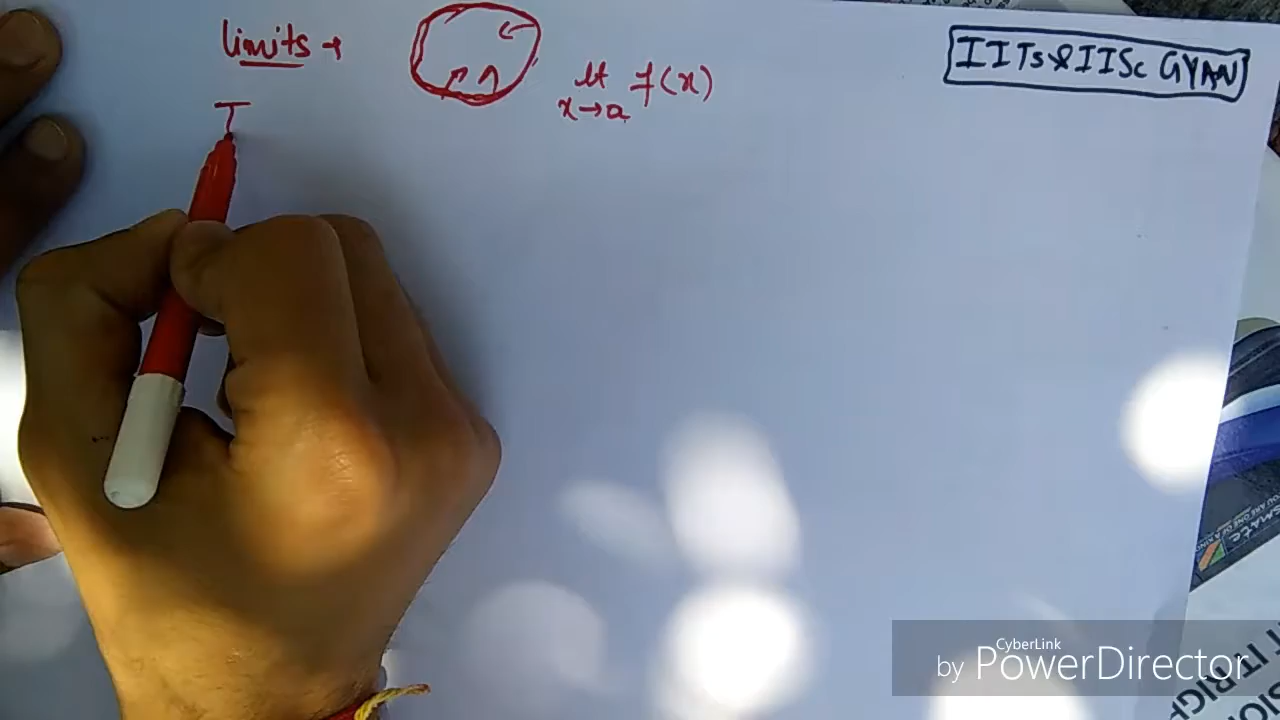 limits →
lt f(x)
x→a
T
IITs & IISc GYAN
CyberLink
by PowerDirector